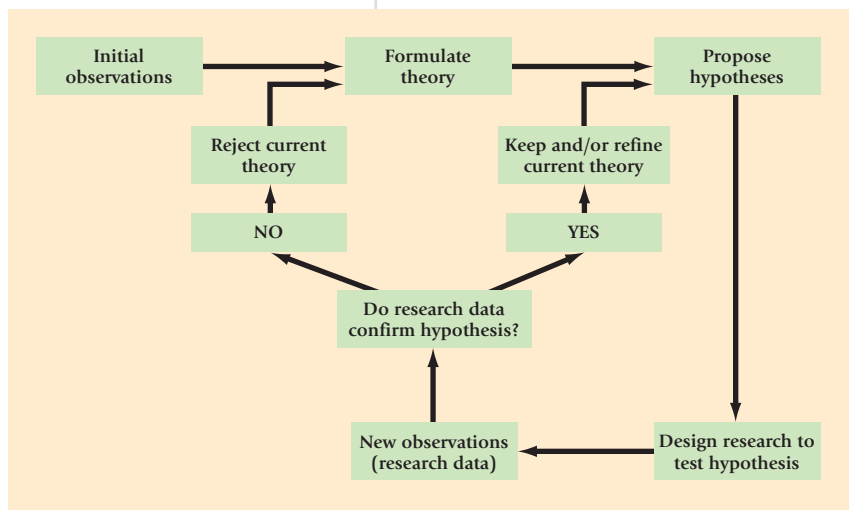 Initial
observations
Formulate
theory
Propose
hypotheses
Reject current
theory
Keep and/or refine
current theory
NO
YES
Do research data
confirm hypothesis?
New observations
(research data)
Design research to
test hypothesis